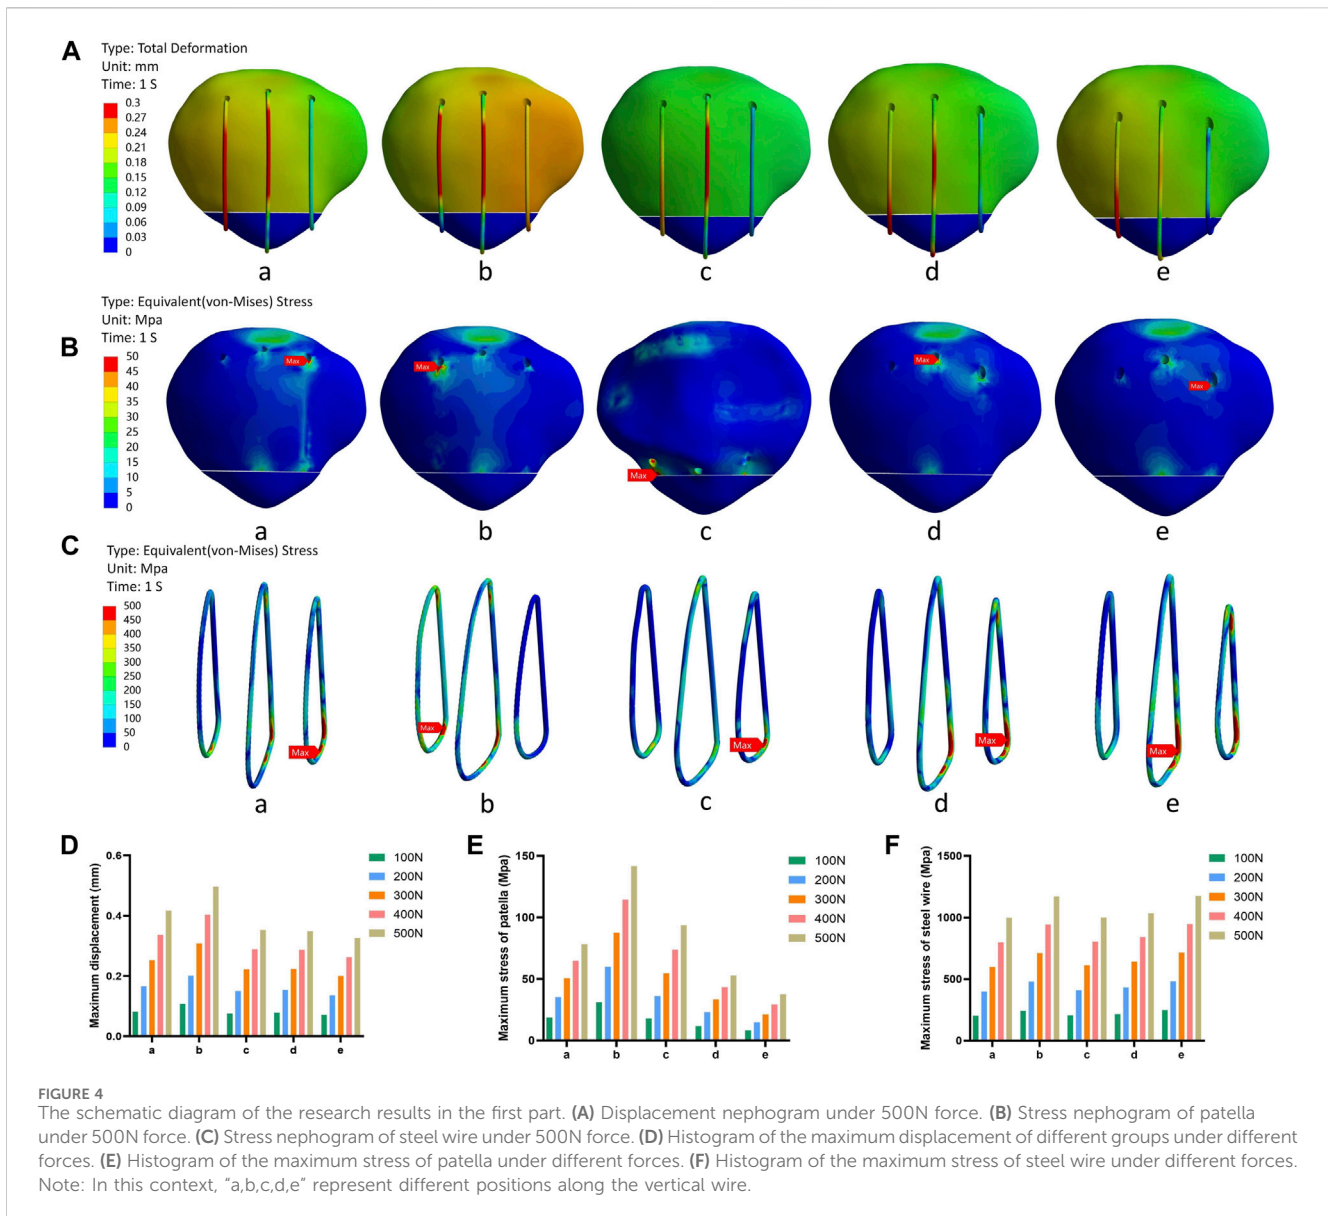 A
Type: Total Deformation
Unit: mm
Time: 1 S
0.3
0.27
0.24
0.21
0.18
0.15
0.12
0.09
0.06
0.03
0
a
b
c
d
e
Type: Equivalent(von-Mises) Stress
Unit: Mpa
Time: 1 S
B
50
45
40
35
30
25
20
15
10
5
0
Max
Max
Max
Max
Max
a
b
c
d
e
C
Type: Equivalent(von-Mises) Stress
Unit: Mpa
Time: 1 S
500
450
400
350
300
250
200
150
100
50
0
Max
Max
Max
Max
Max
a
b
c
d
e
D
Maximum displacement (mm)
0.6
0.4
0.2
0.0
a
b
c
d
e
100N
200N
300N
400N
500N
E
Maximum stress of patella (Mpa)
150
100
50
0
a
b
c
d
e
100N
200N
300N
400N
500N
F
Maximum stress of steel wire (Mpa)
1500
1000
500
0
a
b
c
d
e
100N
200N
300N
400N
500N
FIGURE 4
The schematic diagram of the research results in the first part. (A) Displacement nephogram under 500N force. (B) Stress nephogram of patella
under 500N force. (C) Stress nephogram of steel wire under 500N force. (D) Histogram of the maximum displacement of different groups under different
forces. (E) Histogram of the maximum stress of patella under different forces. (F) Histogram of the maximum stress of steel wire under different forces.
Note: In this context, “a,b,c,d,e” represent different positions along the vertical wire.